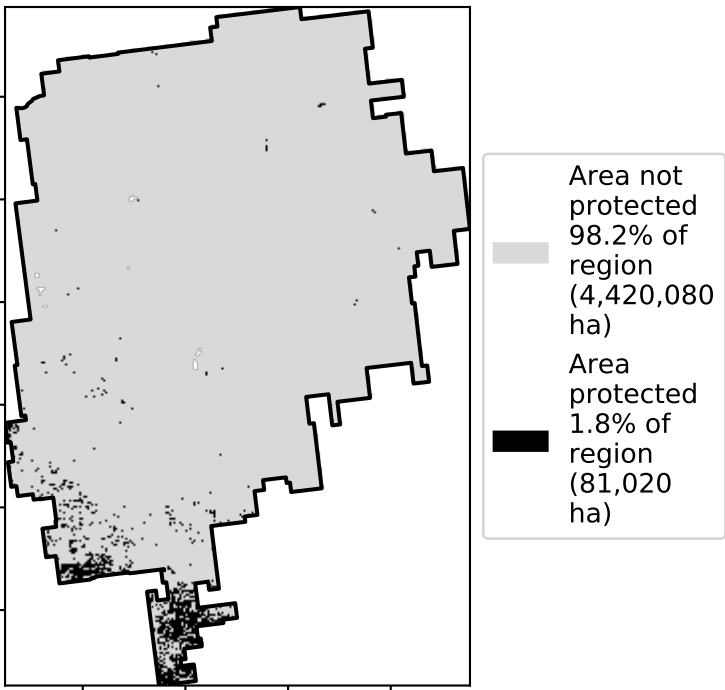 Area not
protected
98.2% of
region
(4,420,080
ha)
Area
protected
1.8% of
region
(81,020
ha)